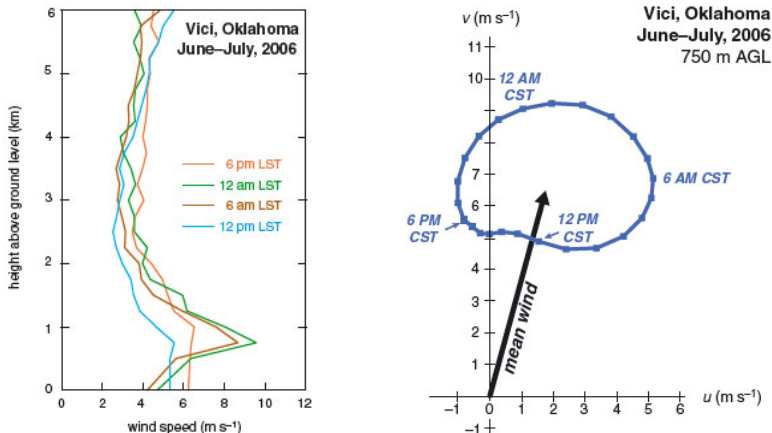 Vici, Oklahoma
June–July, 2006
6
5
4
3
2
1
0
height above ground level (km)
6 pm LST
12 am LST
6 am LST
12 pm LST
0
2
4
6
8
10
12
wind speed (m s⁻¹)
v (m s⁻¹)
Vici, Oklahoma
June–July, 2006
750 m AGL
11
10
12 AM
CST
7
6 AM CST
6
6 PM
CST
12 PM
CST
5
4
3
2
1
mean wind
–1
0
1
2
3
4
5
6
u (m s⁻¹)
–1